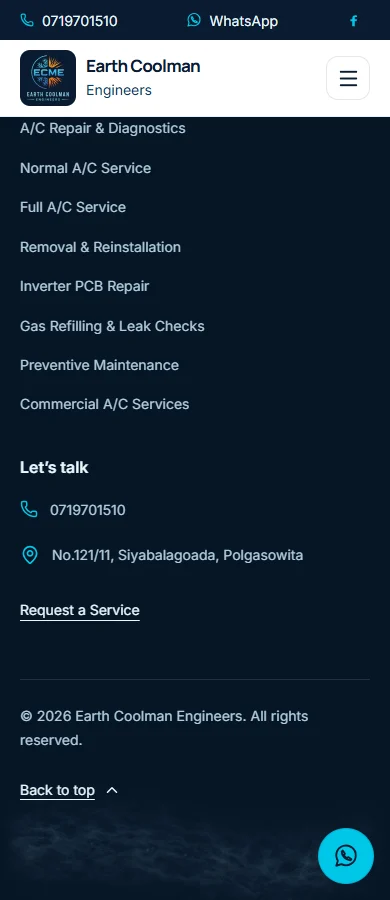 0719701510
WhatsApp
ECME
EARTH COOLMAN
ENGINEERS
Earth Coolman
Engineers
A/C Repair & Diagnostics
Normal A/C Service
Full A/C Service
Removal & Reinstallation
Inverter PCB Repair
Gas Refilling & Leak Checks
Preventive Maintenance
Commercial A/C Services
Let’s talk
0719701510
No.121/11, Siyabalagoada, Polgasowita
Request a Service
© 2026 Earth Coolman Engineers. All rights
reserved.
Back to top